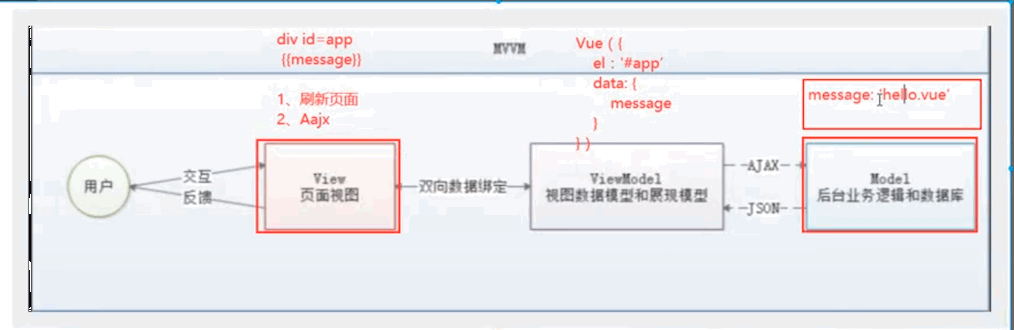 div id=app
{{message}}
MVVM
Vue ( {
el : '#app'
data: {
message
}
} )
message: 'hello.vue'
1、刷新页面
2、Aajx
用户
交互
反馈
View
页面视图
双向数据绑定
ViewModel
视图数据模型和展现模型
AJAX
JSON
Model
后台业务逻辑和数据库